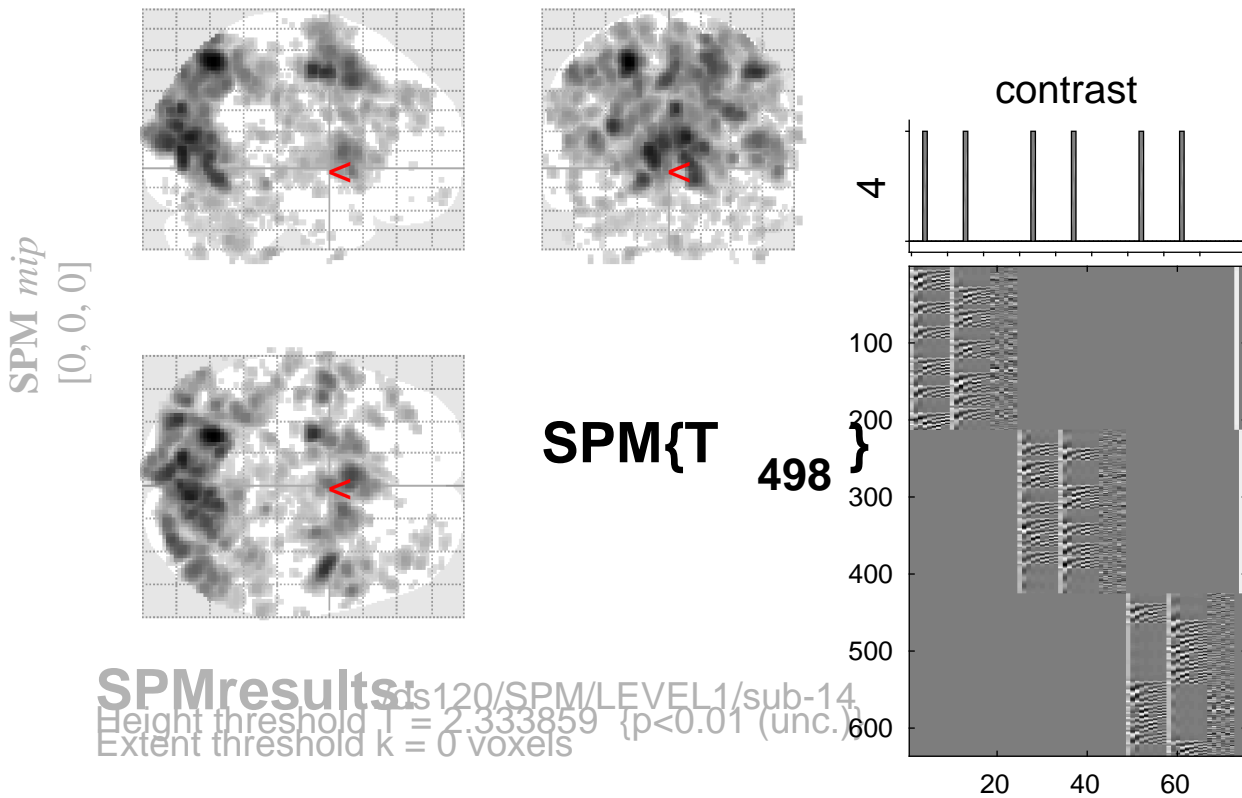 SPM mip
[0, 0, 0]
<
<
<
SPM{T498}
contrast
4
100
200
300
400
500
600
20
40
60
SPMresults: ./ds120/SPM/LEVEL1/sub-14
Height threshold T = 2.333859 {p<0.01 (unc.)}
Extent threshold k = 0 voxels